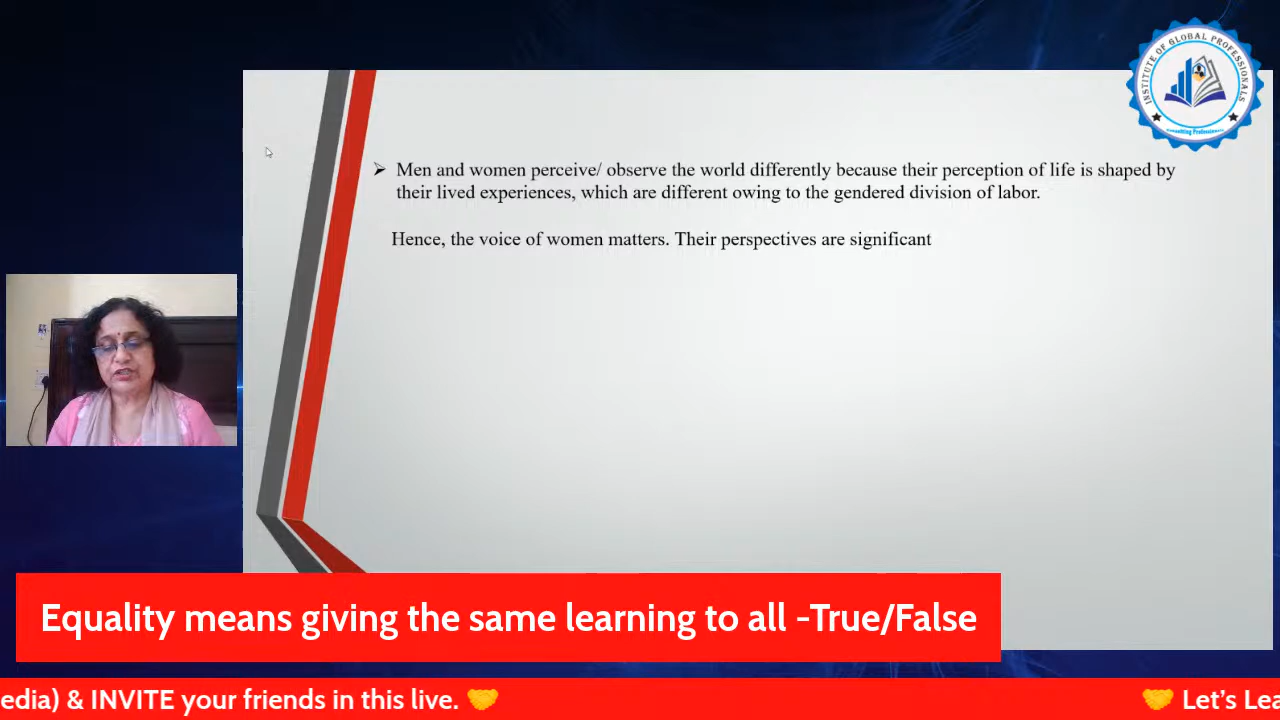 INSTITUTE OF GLOBAL PROFESSIONALS
Consulting Professionals
➢ Men and women perceive/ observe the world differently because their perception of life is shaped by
their lived experiences, which are different owing to the gendered division of labor.
Hence, the voice of women matters. Their perspectives are significant
Equality means giving the same learning to all -True/False
edia) & INVITE your friends in this live. 🤝
🤝 Let’s Lea